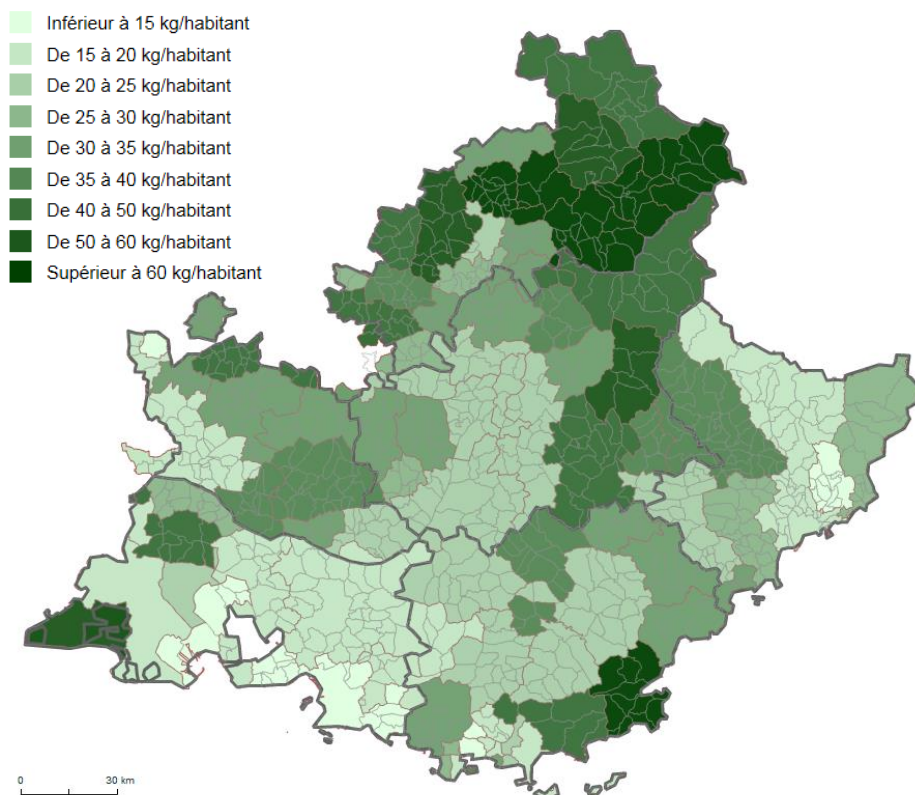 Inférieur à 15 kg/habitant
De 15 à 20 kg/habitant
De 20 à 25 kg/habitant
De 25 à 30 kg/habitant
De 30 à 35 kg/habitant
De 35 à 40 kg/habitant
De 40 à 50 kg/habitant
De 50 à 60 kg/habitant
Supérieur à 60 kg/habitant
0 30 km